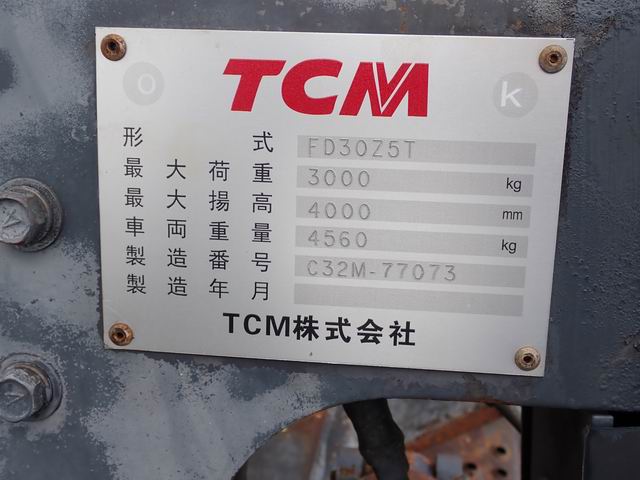 O TCM K
形式 FD30Z5T
最大荷重 3000 kg
最大揚高 4000 mm
車両重量 4560 kg
製造番号 C32M-77073
製造年月
TCM株式会社